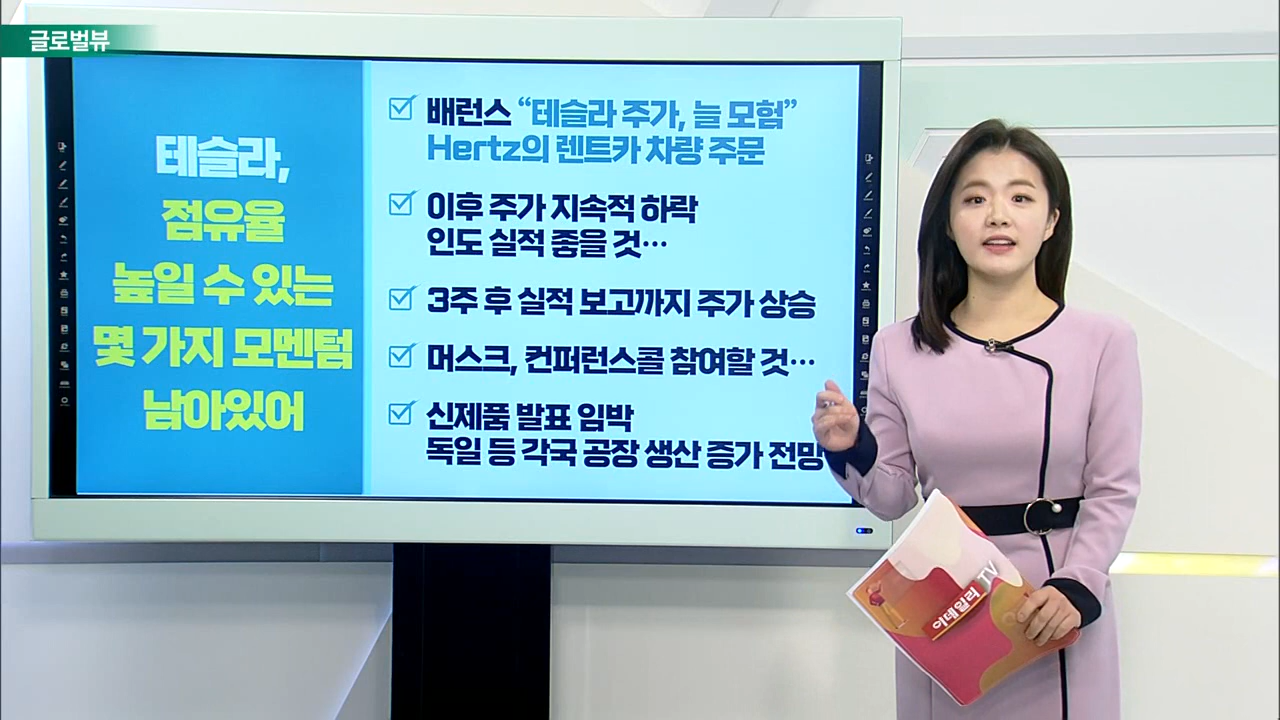 글로벌뷰
테슬라,
점유율
높일 수 있는
몇 가지 모멘텀
남아있어
배런스 “테슬라 주가, 늘 모험”
Hertz의 렌트카 차량 주문
이후 주가 지속적 하락
인도 실적 좋을 것…
3주 후 실적 보고까지 주가 상승
머스크, 컨퍼런스콜 참여할 것…
신제품 발표 임박
독일 등 각국 공장 생산 증가 전망
이데일리 TV